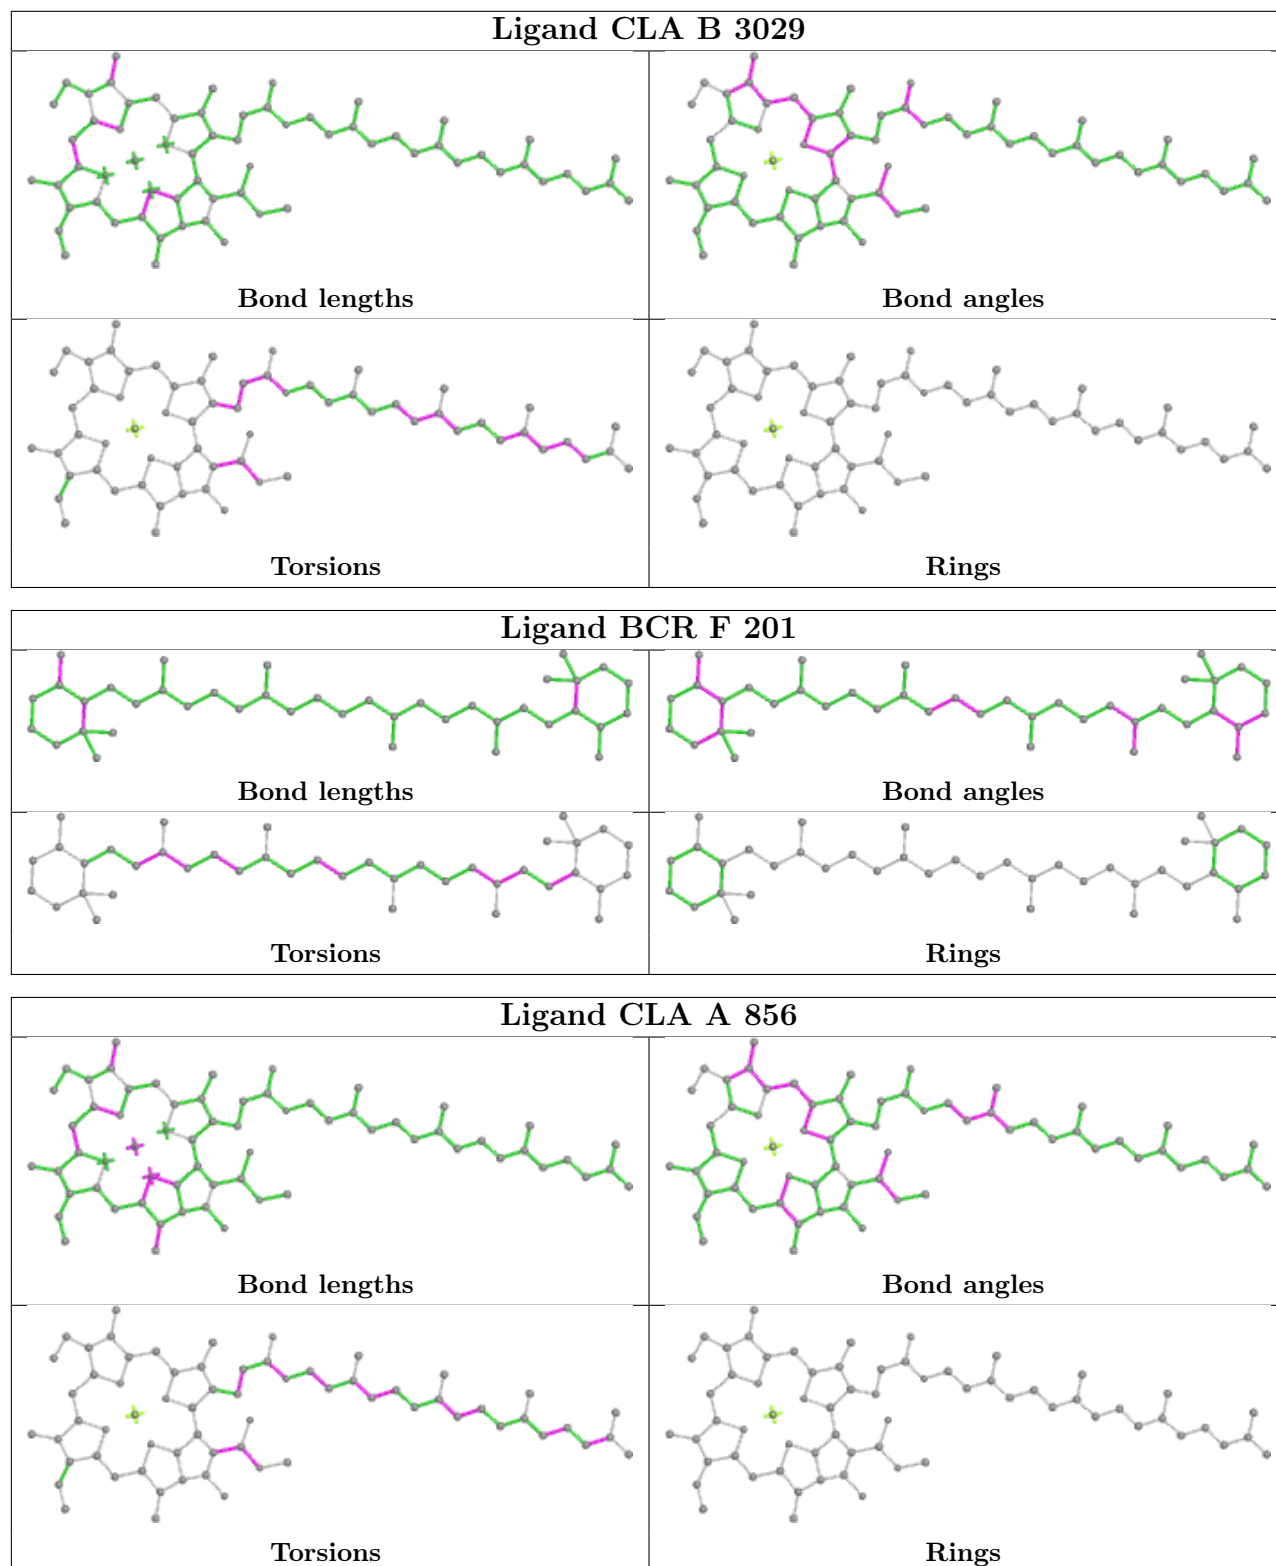 Ligand CLA B 3029
Bond lengths
Bond angles
Torsions
Rings
Ligand BCR F 201
Bond lengths
Bond angles
Torsions
Rings
Ligand CLA A 856
Bond lengths
Bond angles
Torsions
Rings